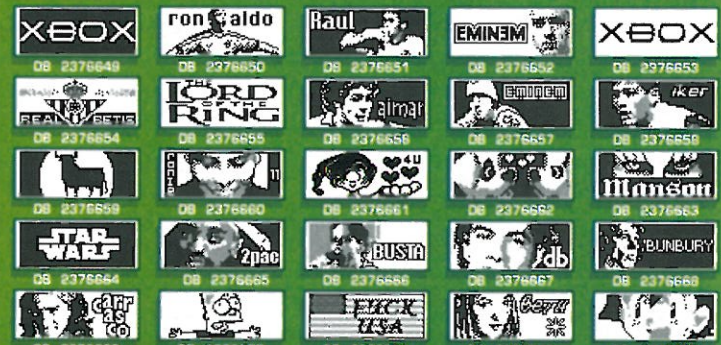 XBOX
ron aldo
Raul
EMINEM
XBOX
DB 2376649
DB 2376650
DB 2376651
DB 2376652
DB 2376653
REAL BETIS
THE LORD OF THE RING
aimar
EMINEM
iker
DB 2376654
DB 2376655
DB 2376656
DB 2376657
DB 2376658
11
4U
Manson
DB 2376659
DB 2376660
DB 2376661
DB 2376662
DB 2376663
STAR WARS
2pac
BUSTA
db
BUNBURY
DB 2376664
DB 2376665
DB 2376666
DB 2376667
DB 2376668
carrasco
FUCK USA